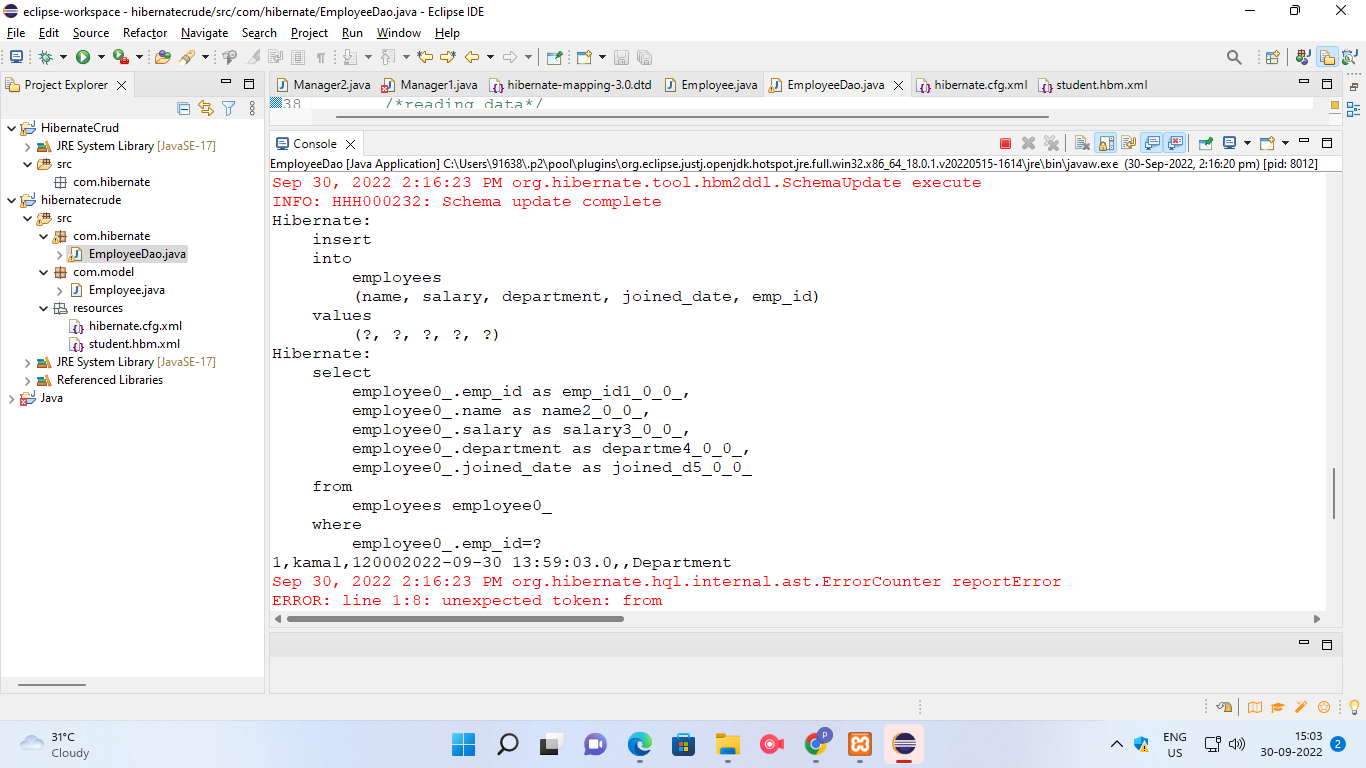 eclipse-workspace - hibernatecrude/src/com/hibernate/EmployeeDao.java - Eclipse IDE
File Edit Source Refactor Navigate Search Project Run Window Help
Project Explorer
Manager2.java Manager1.java hibernate-mapping-3.0.dtd Employee.java EmployeeDao.java hibernate.cfg.xml student.hbm.xml
38 /*reading data*/
HibernateCrud
JRE System Library [JavaSE-17]
src
com.hibernate
hibernatecrude
src
com.hibernate
EmployeeDao.java
com.model
Employee.java
resources
hibernate.cfg.xml
student.hbm.xml
JRE System Library [JavaSE-17]
Referenced Libraries
Java
Console
EmployeeDao [Java Application] C:\Users\91638\.p2\pool\plugins\org.eclipse.justj.openjdk.hotspot.jre.full.win32.x86_64_18.0.1.v20220515-1614\jre\bin\javaw.exe (30-Sep-2022, 2:16:20 pm) [pid: 8012]
Sep 30, 2022 2:16:23 PM org.hibernate.tool.hbm2ddl.SchemaUpdate execute
INFO: HHH000232: Schema update complete
Hibernate:
insert
into
employees
(name, salary, department, joined_date, emp_id)
values
(?, ?, ?, ?, ?)
Hibernate:
select
employee0_.emp_id as emp_id1_0_0_,
employee0_.name as name2_0_0_,
employee0_.salary as salary3_0_0_,
employee0_.department as departme4_0_0_,
employee0_.joined_date as joined_d5_0_0_
from
employees employee0_
where
employee0_.emp_id=?
1,kamal,120002022-09-30 13:59:03.0,,Department
Sep 30, 2022 2:16:23 PM org.hibernate.hql.internal.ast.ErrorCounter reportError
ERROR: line 1:8: unexpected token: from
31°C
Cloudy
P
ENG
US
15:03
30-09-2022
2